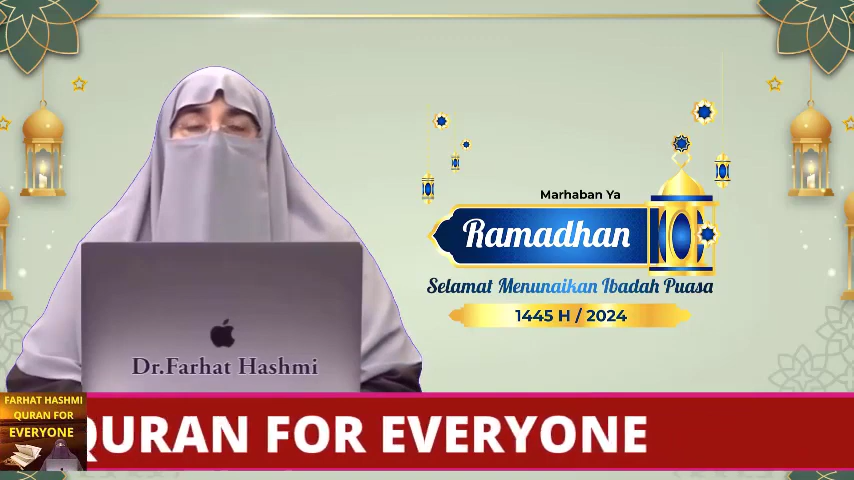 Marhaban Ya
Ramadhan
Selamat Menunaikan Ibadah Puasa
1445 H / 2024
Dr.Farhat Hashmi
FARHAT HASHMI
QURAN FOR
EVERYONE
QURAN FOR EVERYONE